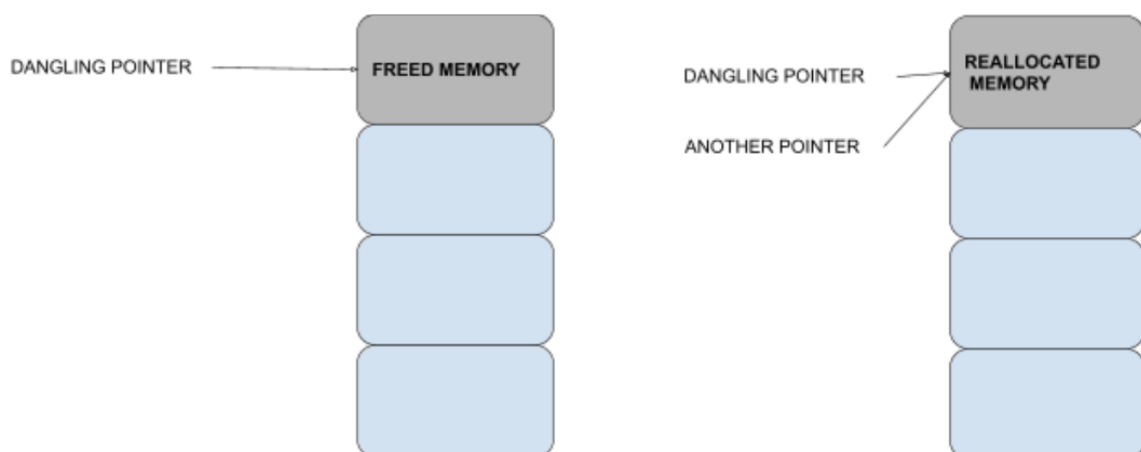 DANGLING POINTER
FREED MEMORY
DANGLING POINTER
ANOTHER POINTER
REALLOCATED
MEMORY